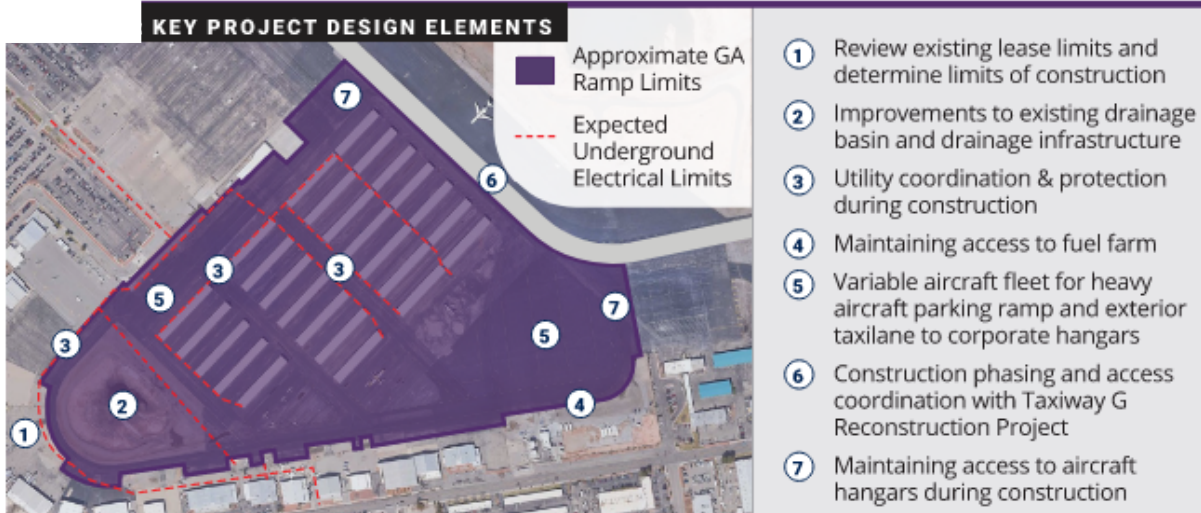 KEY PROJECT DESIGN ELEMENTS
Approximate GA
Ramp Limits
Expected
Underground
Electrical Limits
7
6
3
3
5
7
5
3
2
4
1
1 Review existing lease limits and
determine limits of construction
2 Improvements to existing drainage
basin and drainage infrastructure
3 Utility coordination & protection
during construction
4 Maintaining access to fuel farm
5 Variable aircraft fleet for heavy
aircraft parking ramp and exterior
taxilane to corporate hangars
6 Construction phasing and access
coordination with Taxiway G
Reconstruction Project
7 Maintaining access to aircraft
hangars during construction